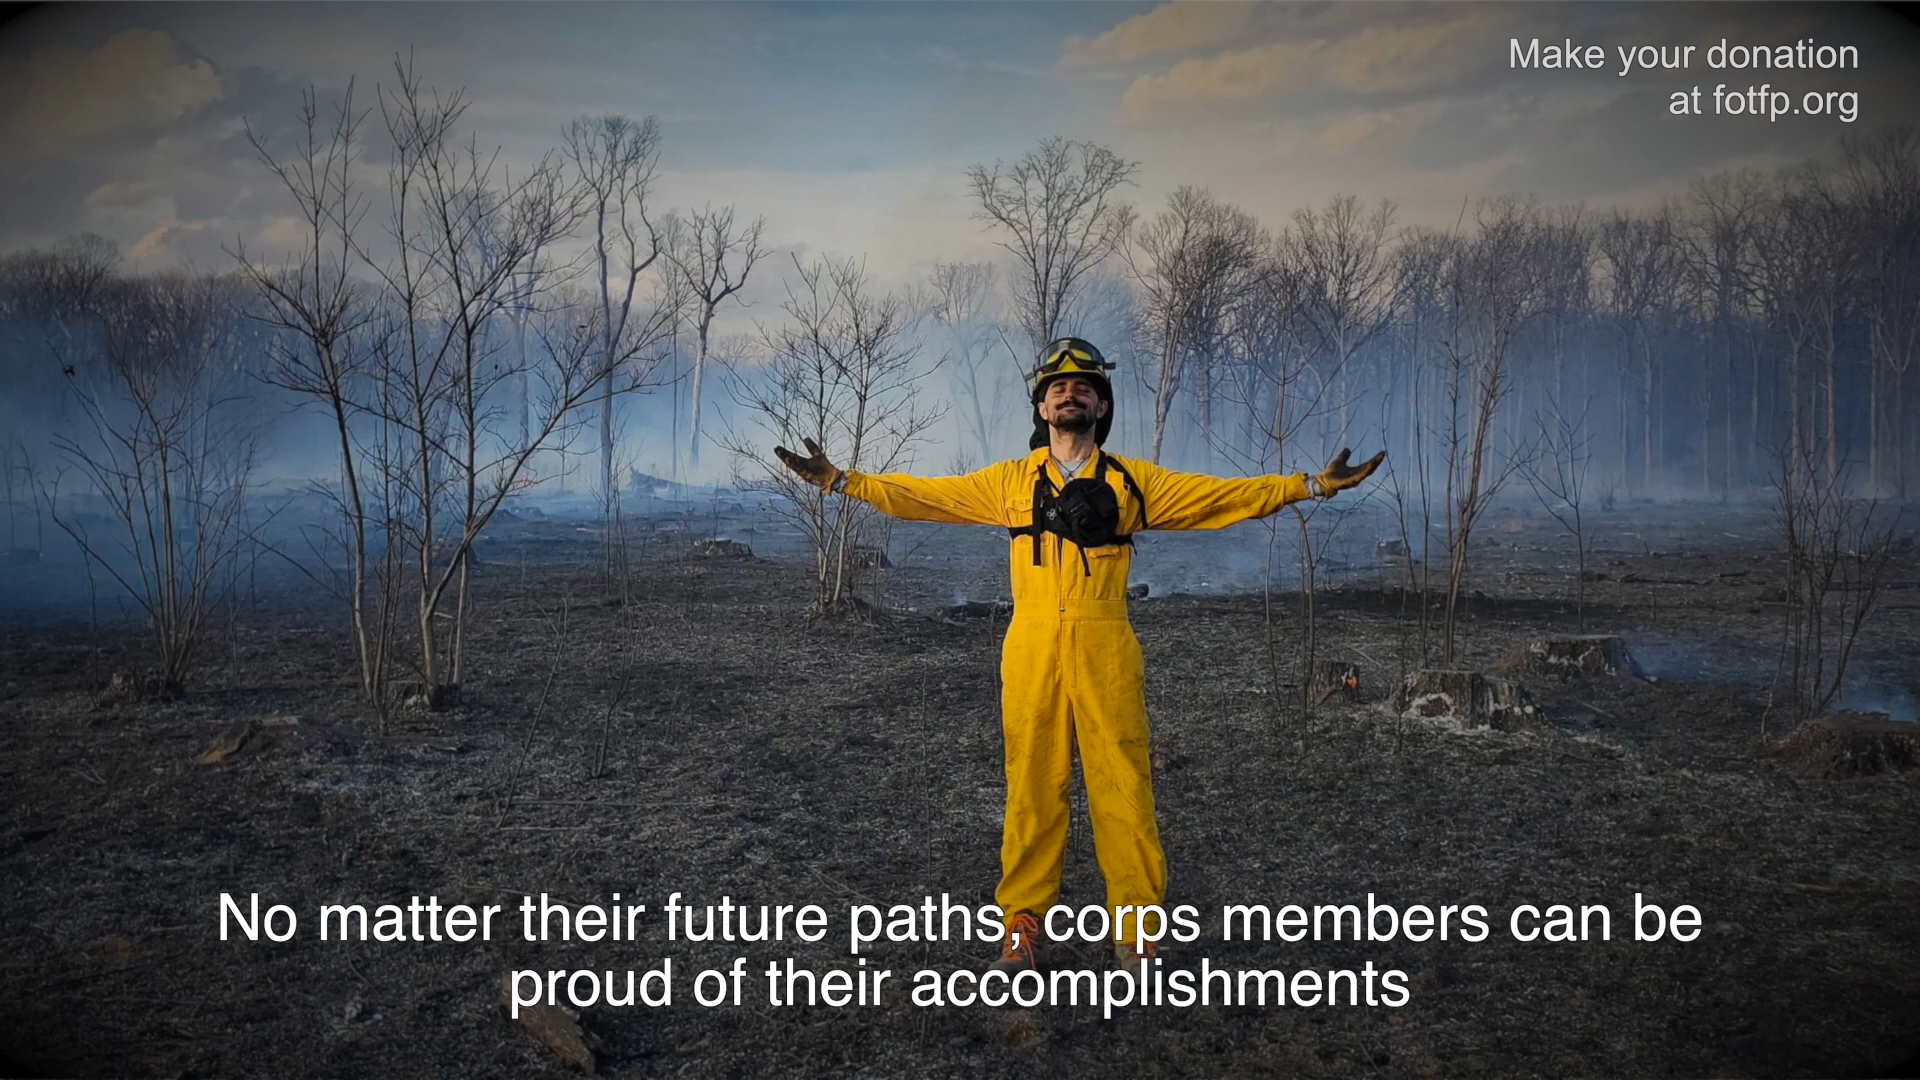 Make your donation
at fotfp.org
No matter their future paths, corps members can be
proud of their accomplishments